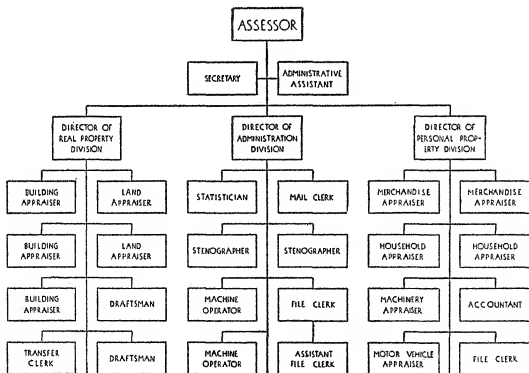 ASSESSOR
SECRETARY
ADMINISTRATIVE
ASSISTANT
DIRECTOR OF
REAL PROPERTY
DIVISION
DIRECTOR OF
ADMINISTRATION
DIVISION
DIRECTOR OF
PERSONAL PROP-
ERTY DIVISION
BUILDING
APPRAISER
LAND
APPRAISER
STATISTICIAN
MAIL CLERK
MERCHANDISE
APPRAISER
MERCHANDISE
APPRAISER
BUILDING
APPRAISER
LAND
APPRAISER
STENOGRAPHER
STENOGRAPHER
HOUSEHOLD
APPRAISER
HOUSEHOLD
APPRAISER
BUILDING
APPRAISER
DRAFTSMAN
MACHINE
OPERATOR
FILE CLERK
MACHINERY
APPRAISER
ACCOUNTANT
TRANSFER
CLERK
DRAFTSMAN
MACHINE
OPERATOR
ASSISTANT
FILE CLERK
MOTOR VEHICLE
APPRAISER
FILE CLERK